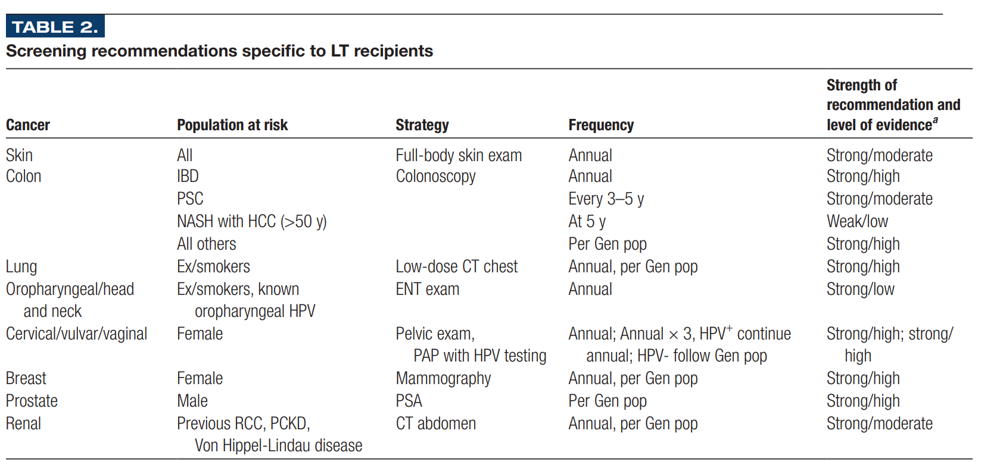 TABLE 2.
Screening recommendations specific to LT recipients
Strength of
recommendation and
Cancer Population at risk Strategy Frequency level of evidenceᵃ
Skin All Full-body skin exam Annual Strong/moderate
Colon IBD Colonoscopy Annual Strong/high
PSC Every 3–5 y Strong/moderate
NASH with HCC (>50 y) At 5 y Weak/low
All others Per Gen pop Strong/high
Lung Ex/smokers Low-dose CT chest Annual, per Gen pop Strong/high
Oropharyngeal/head Ex/smokers, known ENT exam Annual Strong/low
and neck oropharyngeal HPV
Cervical/vulvar/vaginal Female Pelvic exam, Annual; Annual × 3, HPV⁺ continue Strong/high; strong/
PAP with HPV testing annual; HPV- follow Gen pop high
Breast Female Mammography Annual, per Gen pop Strong/high
Prostate Male PSA Per Gen pop Strong/high
Renal Previous RCC, PCKD, CT abdomen Annual, per Gen pop Strong/moderate
Von Hippel-Lindau disease